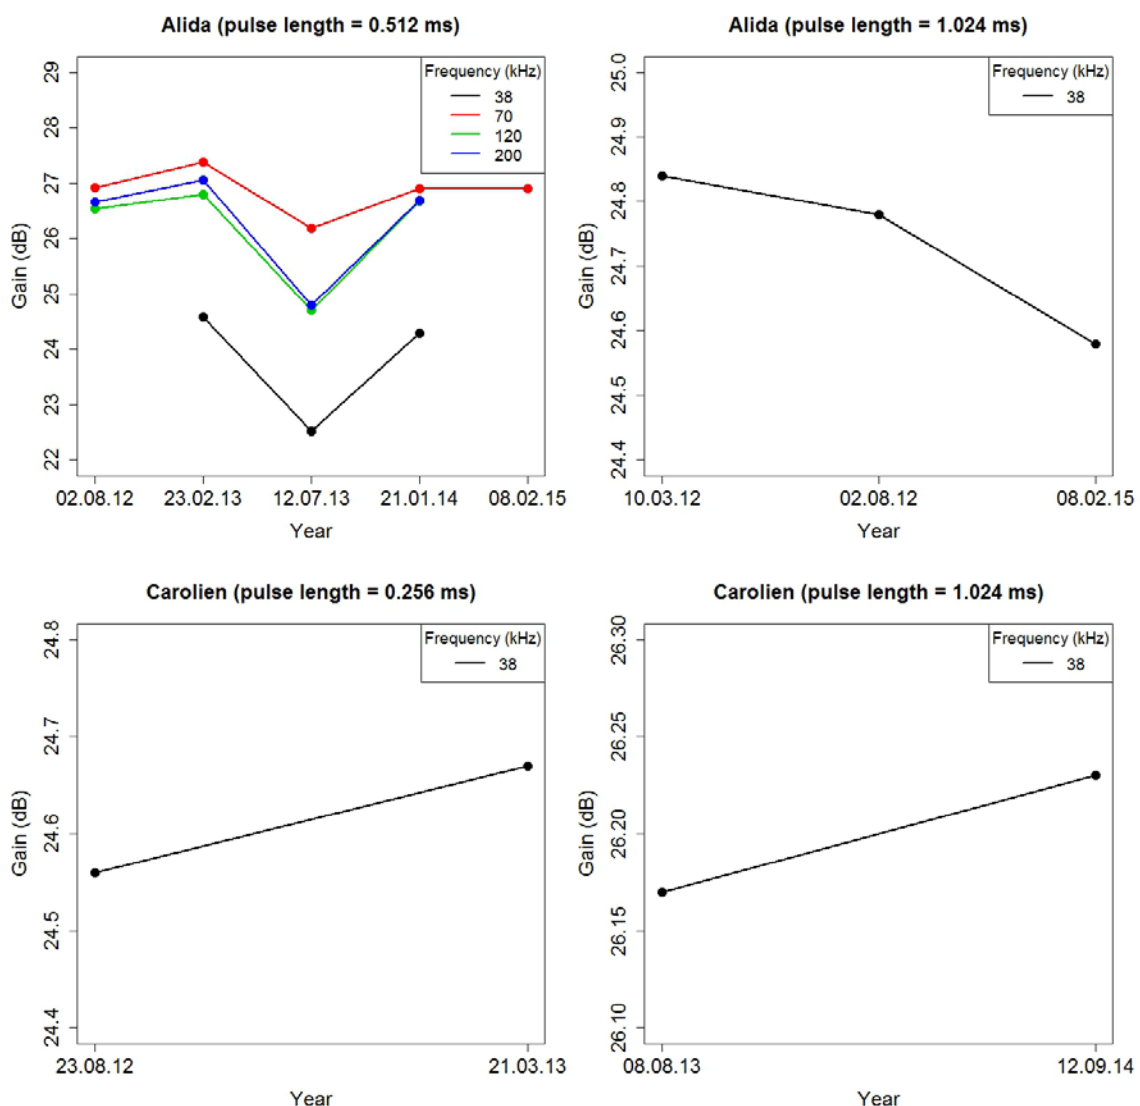 Alida (pulse length = 0.512 ms)
Gain (dB)
29
28
27
26
25
24
23
22
Frequency (kHz)
38
70
120
200
02.08.12 23.02.13 12.07.13 21.01.14 08.02.15
Year
Alida (pulse length = 1.024 ms)
Gain (dB)
25.0
24.9
24.8
24.7
24.6
24.5
24.4
Frequency (kHz)
38
10.03.12 02.08.12 08.02.15
Year
Carolien (pulse length = 0.256 ms)
Gain (dB)
24.8
24.7
24.6
24.5
24.4
Frequency (kHz)
38
23.08.12 21.03.13
Year
Carolien (pulse length = 1.024 ms)
Gain (dB)
26.30
26.25
26.20
26.15
26.10
Frequency (kHz)
38
08.08.13 12.09.14
Year